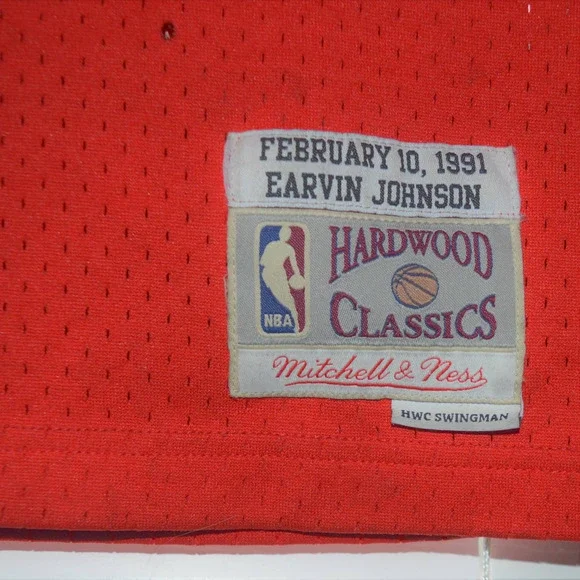 FEBRUARY 10, 1991
EARVIN JOHNSON
NBA
HARDWOOD
CLASSICS
Mitchell & Ness
HWC SWINGMAN